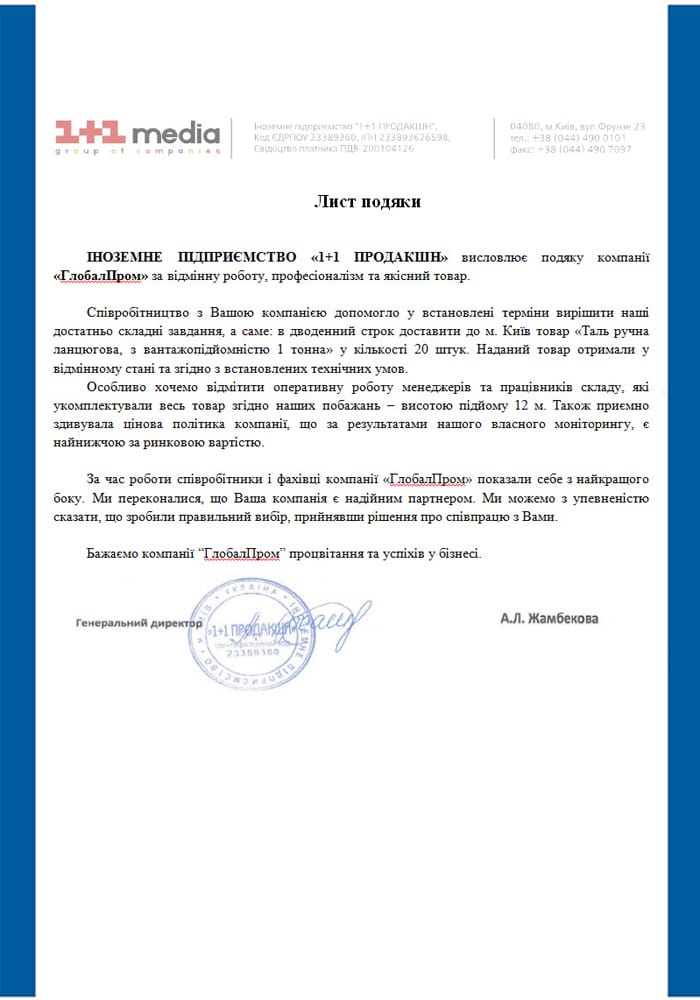 1+1 media
group of companies
Іноземне підприємство "1+1 ПРОДАКШН",
Код ЄДРПОУ 23389360, ІПН 233893626598,
Свідоцтво платника ПДВ 200104126
04080, м.Київ, вул.Фрунзе 23
тел.: +38 (044) 490 0101
факс: +38 (044) 490 7097
Лист подяки
ІНОЗЕМНЕ ПІДПРИЄМСТВО «1+1 ПРОДАКШН» висловлює подяку компанії
«ГлобалПром» за відмінну роботу, професіоналізм та якісний товар.
Співробітництво з Вашою компанією допомогло у встановлені терміни вирішити наші
достатньо складні завдання, а саме: в дводенний строк доставити до м. Київ товар «Таль ручна
ланцюгова, з вантажопідйомністю 1 тонна» у кількості 20 штук. Наданий товар отримали у
відмінному стані та згідно з встановлених технічних умов.
Особливо хочемо відмітити оперативну роботу менеджерів та працівників складу, які
укомплектували весь товар згідно наших побажань – висотою підйому 12 м. Також приємно
здивувала цінова політика компанії, що за результатами нашого власного моніторингу, є
найнижчою за ринковою вартістю.
За час роботи співробітники і фахівці компанії «ГлобалПром» показали себе з найкращого
боку. Ми переконалися, що Ваша компанія є надійним партнером. Ми можемо з упевненістю
сказати, що зробили правильний вибір, прийнявши рішення про співпрацю з Вами.
Бажаємо компанії “ГлобалПром” процвітання та успіхів у бізнесі.
Генеральний директор
А.Л. Жамбекова
УКРАЇНА * ІНОЗЕМНЕ ПІДПРИЄМСТВО * м. КИЇВ
«1+1 ПРОДАКШН»
23389360